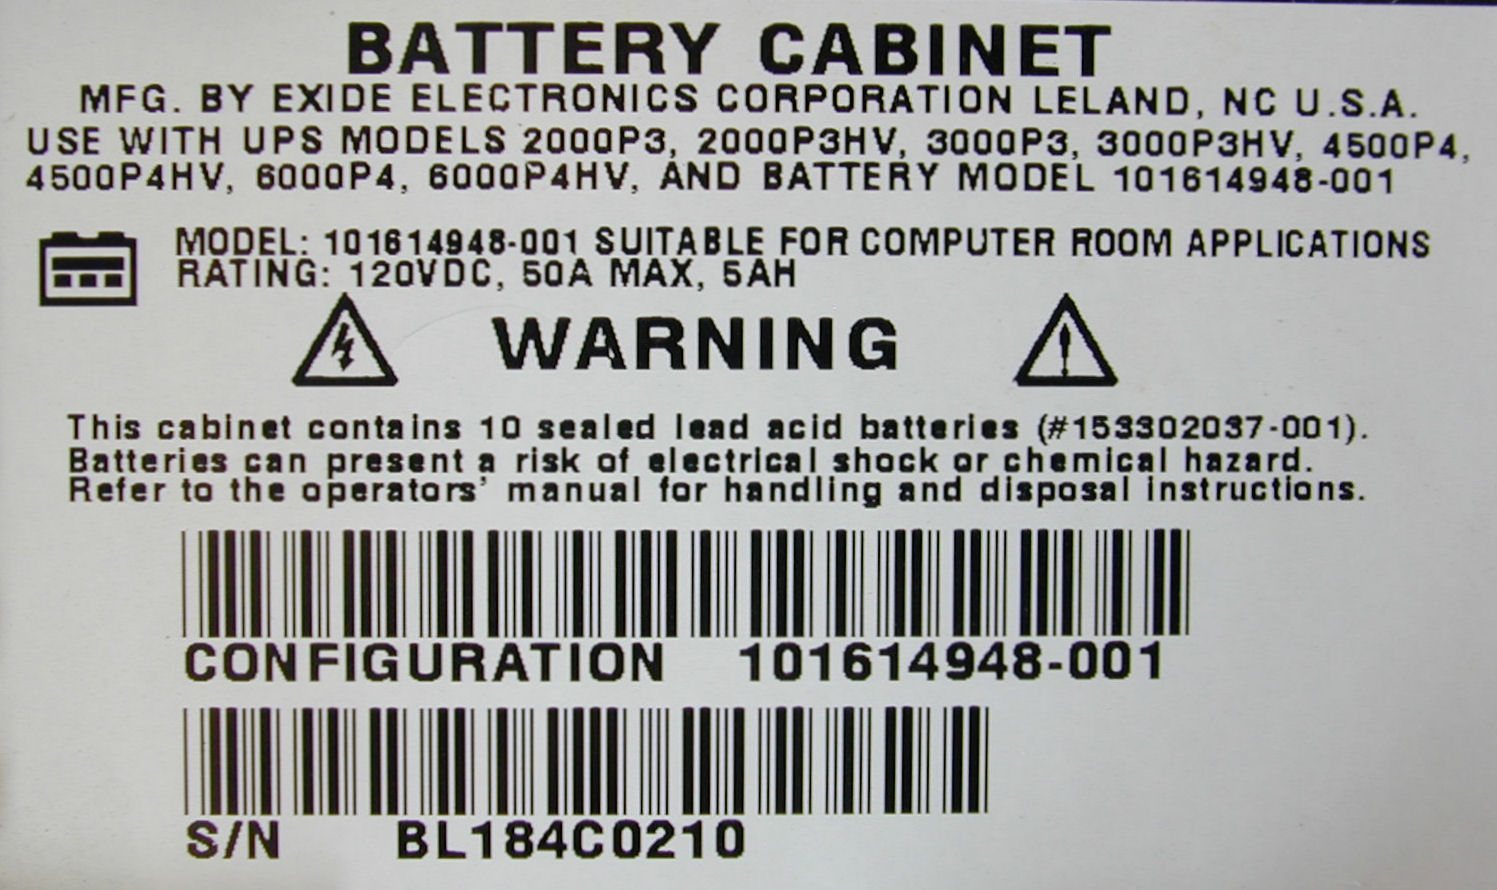 BATTERY CABINET
MFG. BY EXIDE ELECTRONICS CORPORATION LELAND, NC U.S.A.
USE WITH UPS MODELS 2000P3, 2000P3HV, 3000P3, 3000P3HV, 4500P4,
4500P4HV, 6000P4, 6000P4HV, AND BATTERY MODEL 101614948-001
MODEL: 101614948-001 SUITABLE FOR COMPUTER ROOM APPLICATIONS
RATING: 120VDC, 50A MAX, 5AH
WARNING
This cabinet contains 10 sealed lead acid batteries (#153302037-001).
Batteries can present a risk of electrical shock or chemical hazard.
Refer to the operators' manual for handling and disposal instructions.
CONFIGURATION 101614948-001
S/N BL184C0210